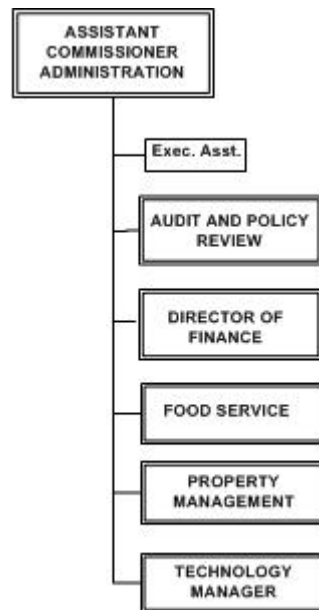 ASSISTANT
COMMISSIONER
ADMINISTRATION
Exec. Asst.
AUDIT AND POLICY
REVIEW
DIRECTOR OF
FINANCE
FOOD SERVICE
PROPERTY
MANAGEMENT
TECHNOLOGY
MANAGER